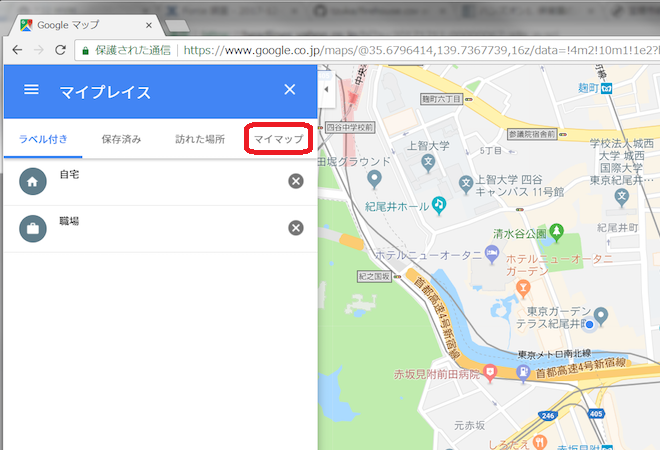 Google マップ
保護された通信
https://www.google.co.jp/maps/@35.6796414,139.7367739,16z/data=!4m2!10m1!1e2?
マイプレイス
ラベル付き
保存済み
訪れた場所
マイマップ
自宅
職場
麹町
麹町六丁目
四谷中学校前
参議院宿舎前
上智大学
5丁目
学校法人城西
大学 城西
国際大学
東京紀尾井…
グラウンド
上智大学 四谷
キャンパス 11号館
紀尾井ホール
清水谷公園
紀尾井町
ホテルニューオータニ
ホテルニューオータニ
ガーデン
紀之国坂
首都高速4号新宿線
東京ガーデン
テラス紀尾井町
東京メトロ南北線
首都高速4号新宿線
赤坂見附前田病院
246
405
元赤坂
しろたえ
赤坂見附